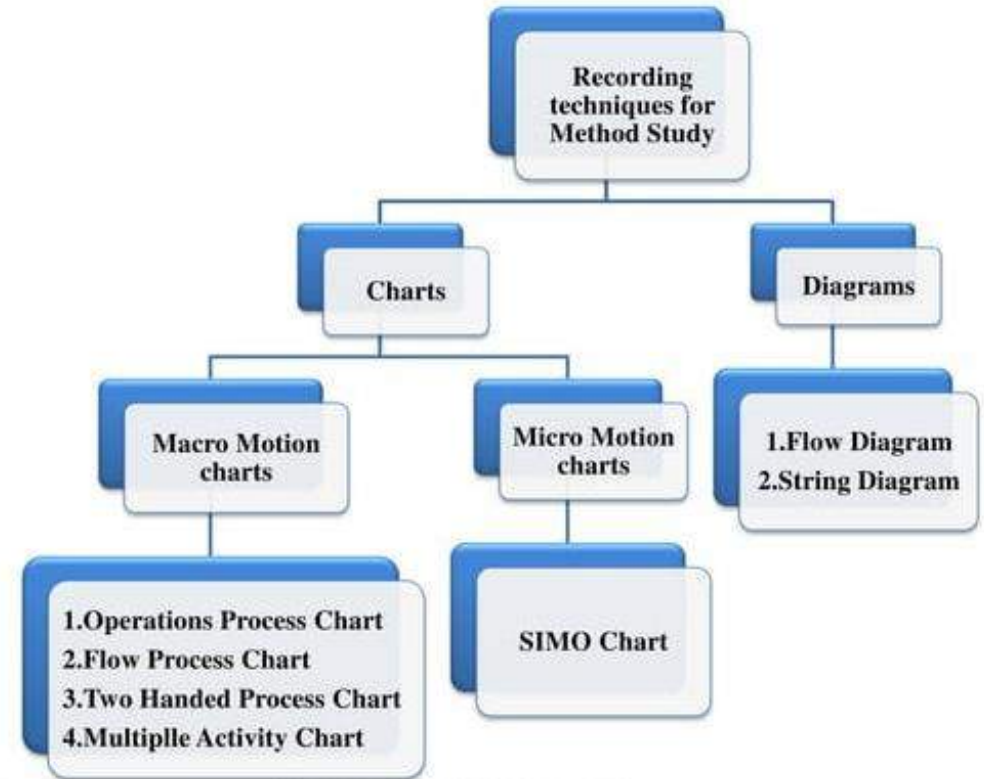 Recording
techniques for
Method Study
Charts
Diagrams
Macro Motion
charts
Micro Motion
charts
1.Flow Diagram
2.String Diagram
1.Operations Process Chart
2.Flow Process Chart
3.Two Handed Process Chart
4.Multiplle Activity Chart
SIMO Chart